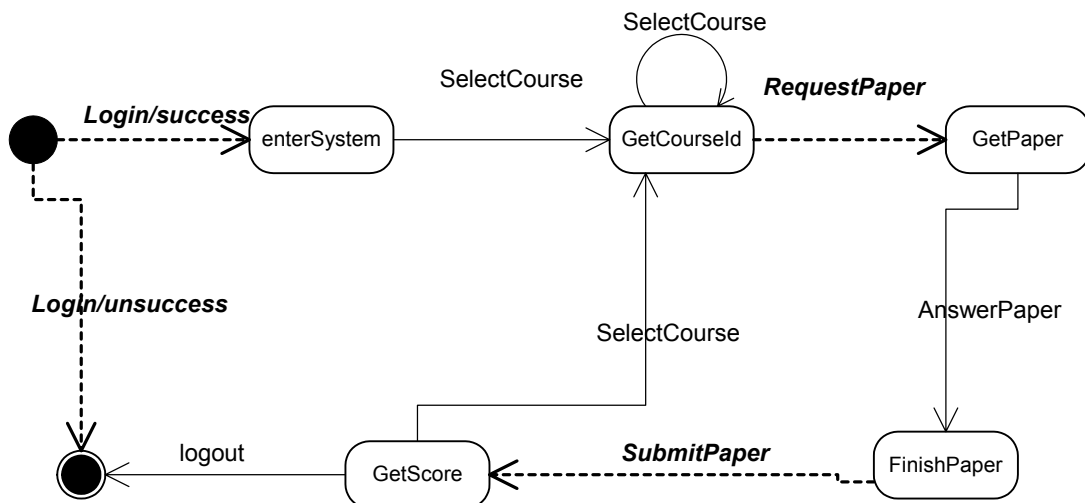 SelectCourse
SelectCourse
RequestPaper
Login/success
enterSystem
GetCourseId
GetPaper
Login/unsuccess
AnswerPaper
SelectCourse
logout
SubmitPaper
GetScore
FinishPaper